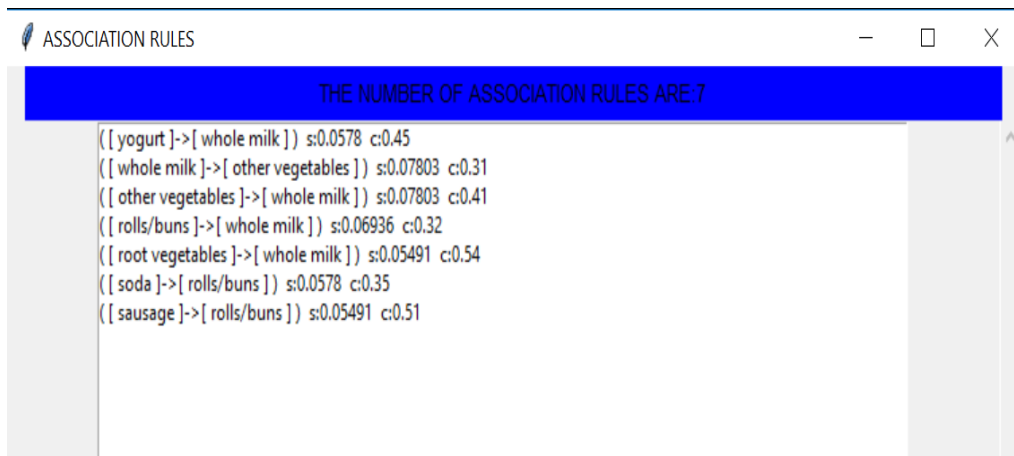 ASSOCIATION RULES
THE NUMBER OF ASSOCIATION RULES ARE:7
( [ yogurt ]->[ whole milk ] )  s:0.0578  c:0.45
( [ whole milk ]->[ other vegetables ] )  s:0.07803  c:0.31
( [ other vegetables ]->[ whole milk ] )  s:0.07803  c:0.41
( [ rolls/buns ]->[ whole milk ] )  s:0.06936  c:0.32
( [ root vegetables ]->[ whole milk ] )  s:0.05491  c:0.54
( [ soda ]->[ rolls/buns ] )  s:0.0578  c:0.35
( [ sausage ]->[ rolls/buns ] )  s:0.05491  c:0.51